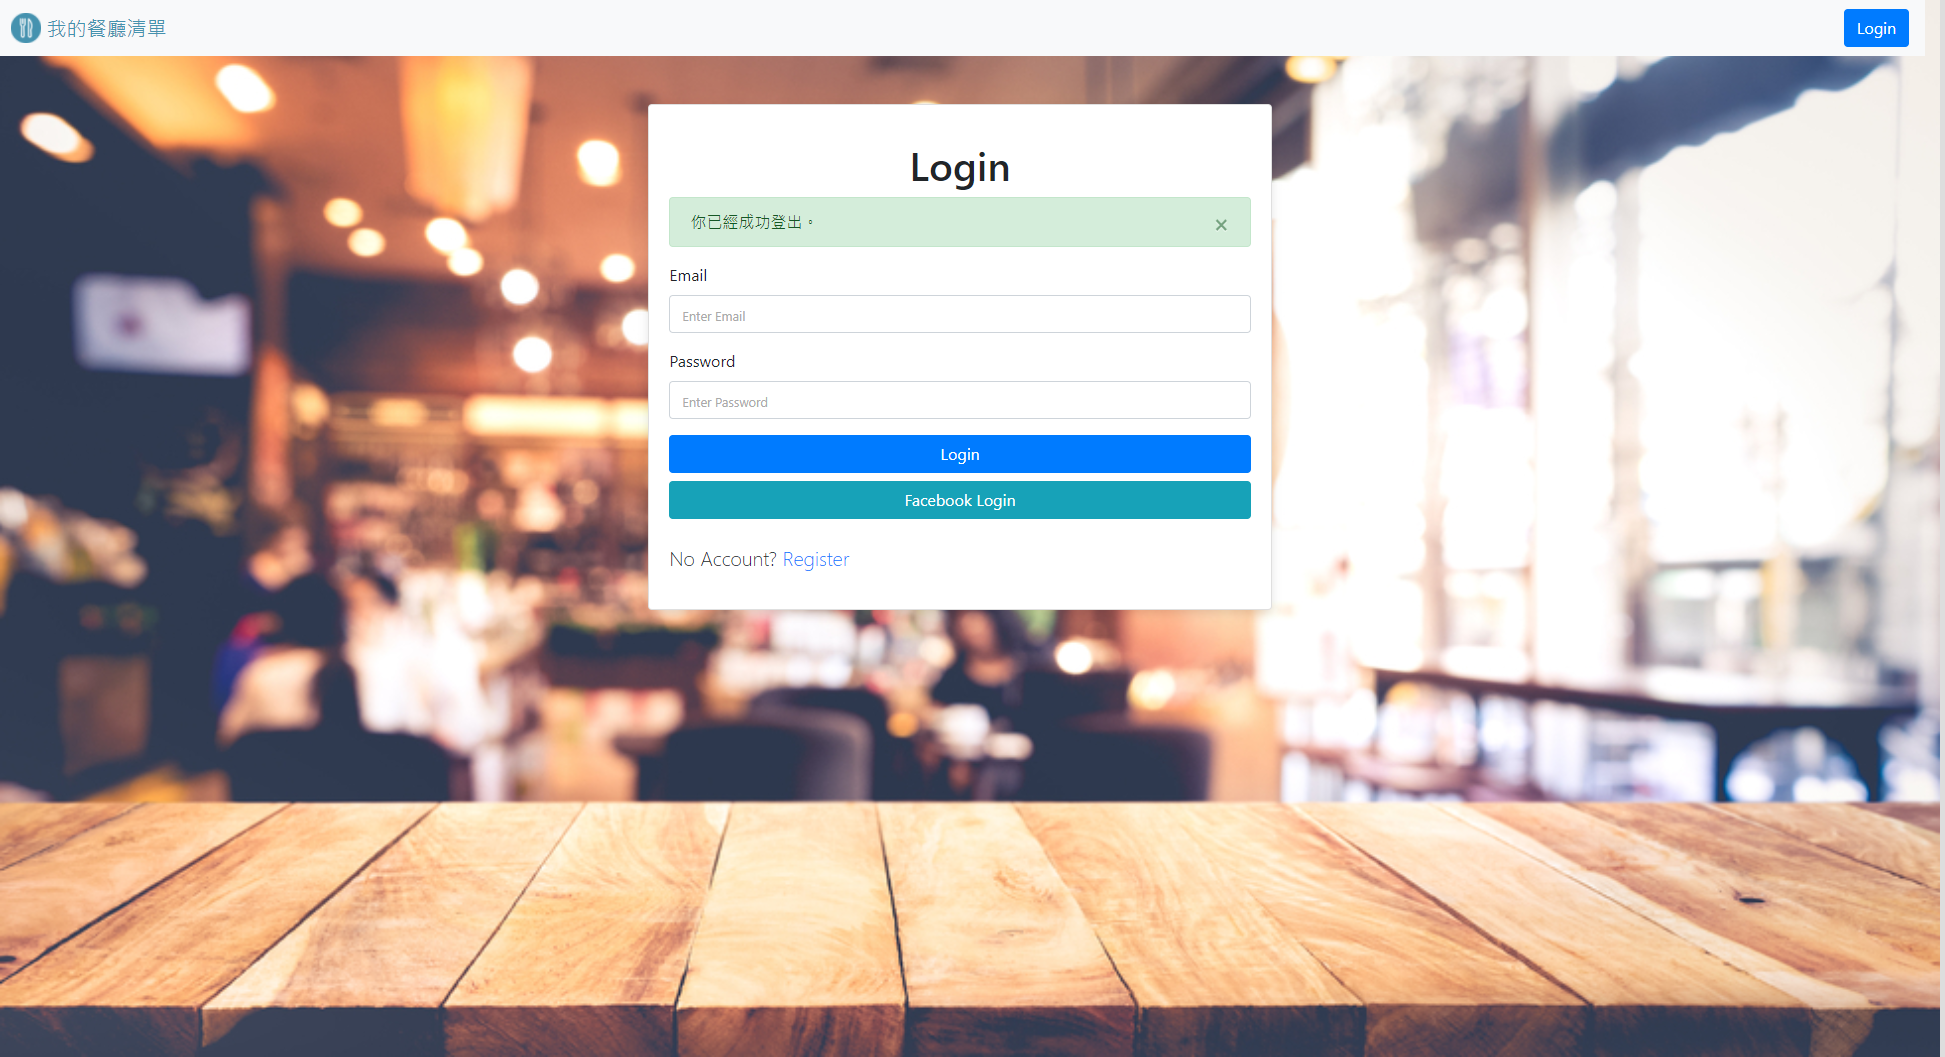 我的餐廳清單
Login
Login
你已經成功登出。
×
Email
Enter Email
Password
Enter Password
Login
Facebook Login
No Account? Register